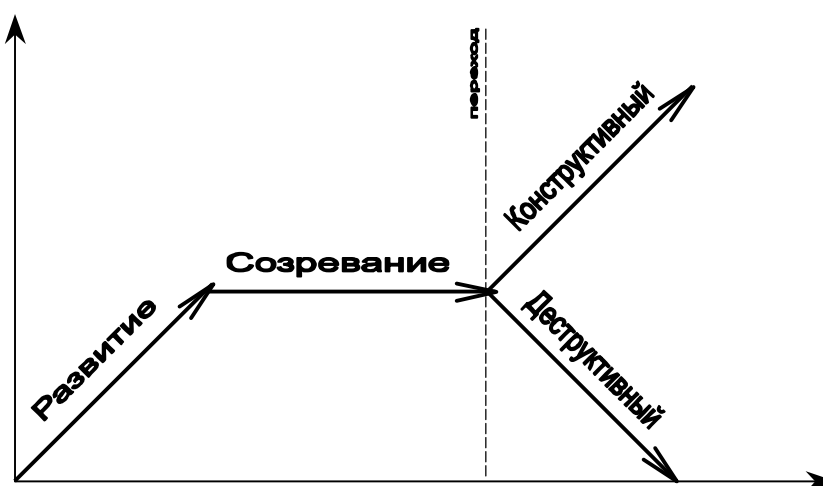 переход
Конструктивный
Созревание
Развитие
Деструктивный